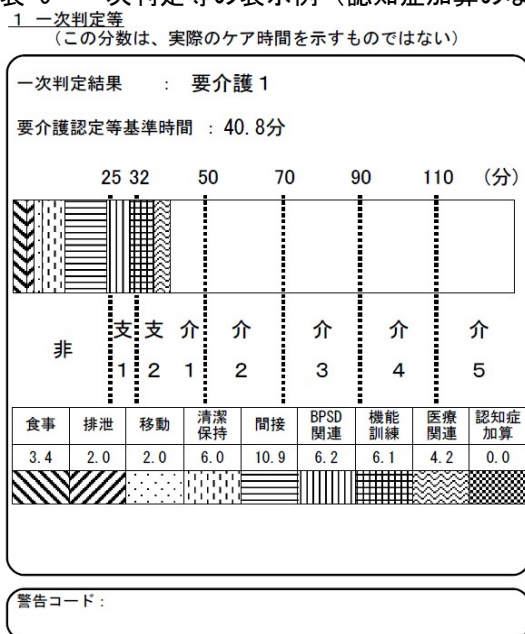 1 一次判定等
（この分数は、実際のケア時間を示すものではない）
一次判定結果 ： 要介護１
要介護認定等基準時間 ：40.8分
25 32 50 70 90 110 （分）
非 支1 支2 介1 介2 介3 介4 介5
食事 排泄 移動 清潔保持 間接 BPSD関連 機能訓練 医療関連 認知症加算
3.4 2.0 2.0 6.0 10.9 6.2 6.1 4.2 0.0
警告コード：